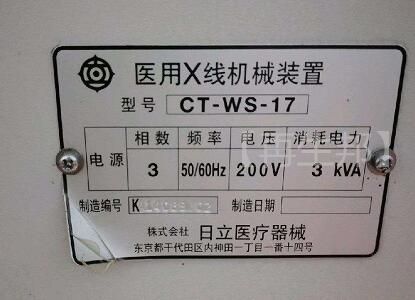 医用X线机械装置
型号 CT-WS-17
相数 频率 电压 消耗电力
电源 3 50/60Hz 200V 3 kVA
制造编号 K 制造日期
株式会社 日立医疗器械
东京都千代田区内神田一丁目一番十四号
【再生邦】